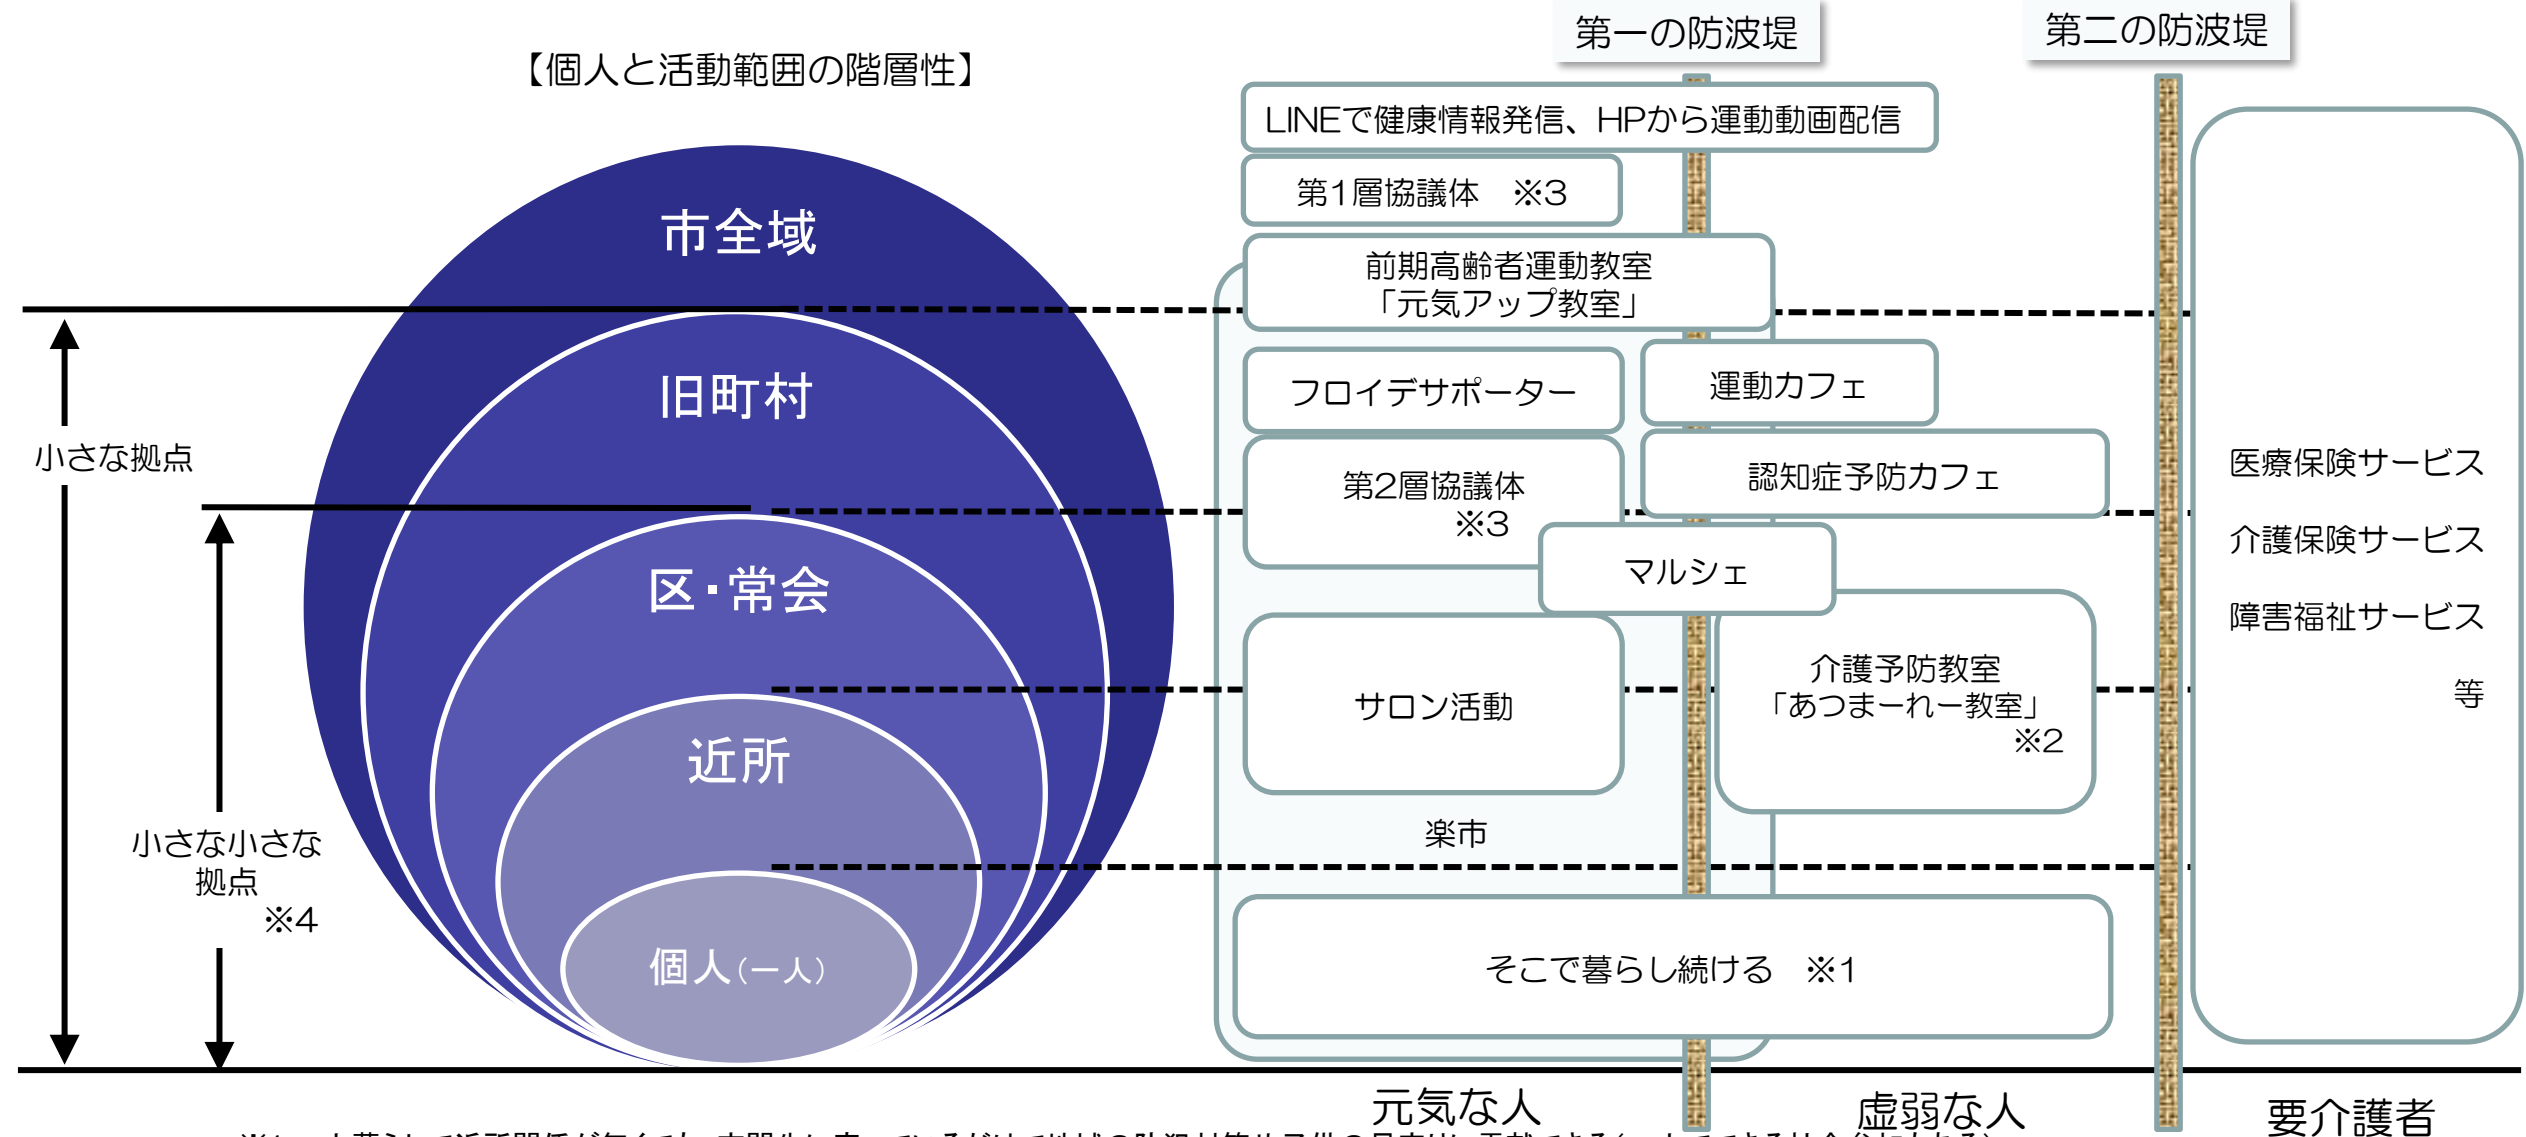 第一の防波堤
第二の防波堤
【個人と活動範囲の階層性】
LINEで健康情報発信、HPから運動動画配信
第1層協議体　※3
市全域
前期高齢者運動教室
「元気アップ教室」
旧町村
フロイデサポーター
運動カフェ
小さな拠点
認知症予防カフェ
第2層協議体
※3
医療保険サービス
介護保険サービス
障害福祉サービス
等
マルシェ
区・常会
サロン活動
介護予防教室
「あつまーれー教室」
※2
近所
楽市
小さな小さな
拠点
※4
個人（一人）
そこで暮らし続ける　※1
元気な人
虚弱な人
要介護者